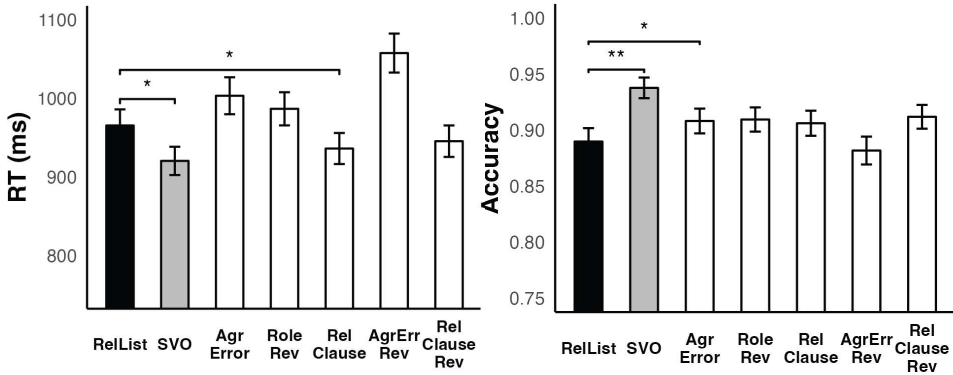 RT (ms)
1100
1000
900
800
*
*
RelList
SVO
Agr
Error
Role
Rev
Rel
Clause
AgrErr
Rev
Rel
Clause
Rev
Accuracy
1.00
0.95
0.90
0.85
0.80
0.75
*
**
RelList
SVO
Agr
Error
Role
Rev
Rel
Clause
AgrErr
Rev
Rel
Clause
Rev